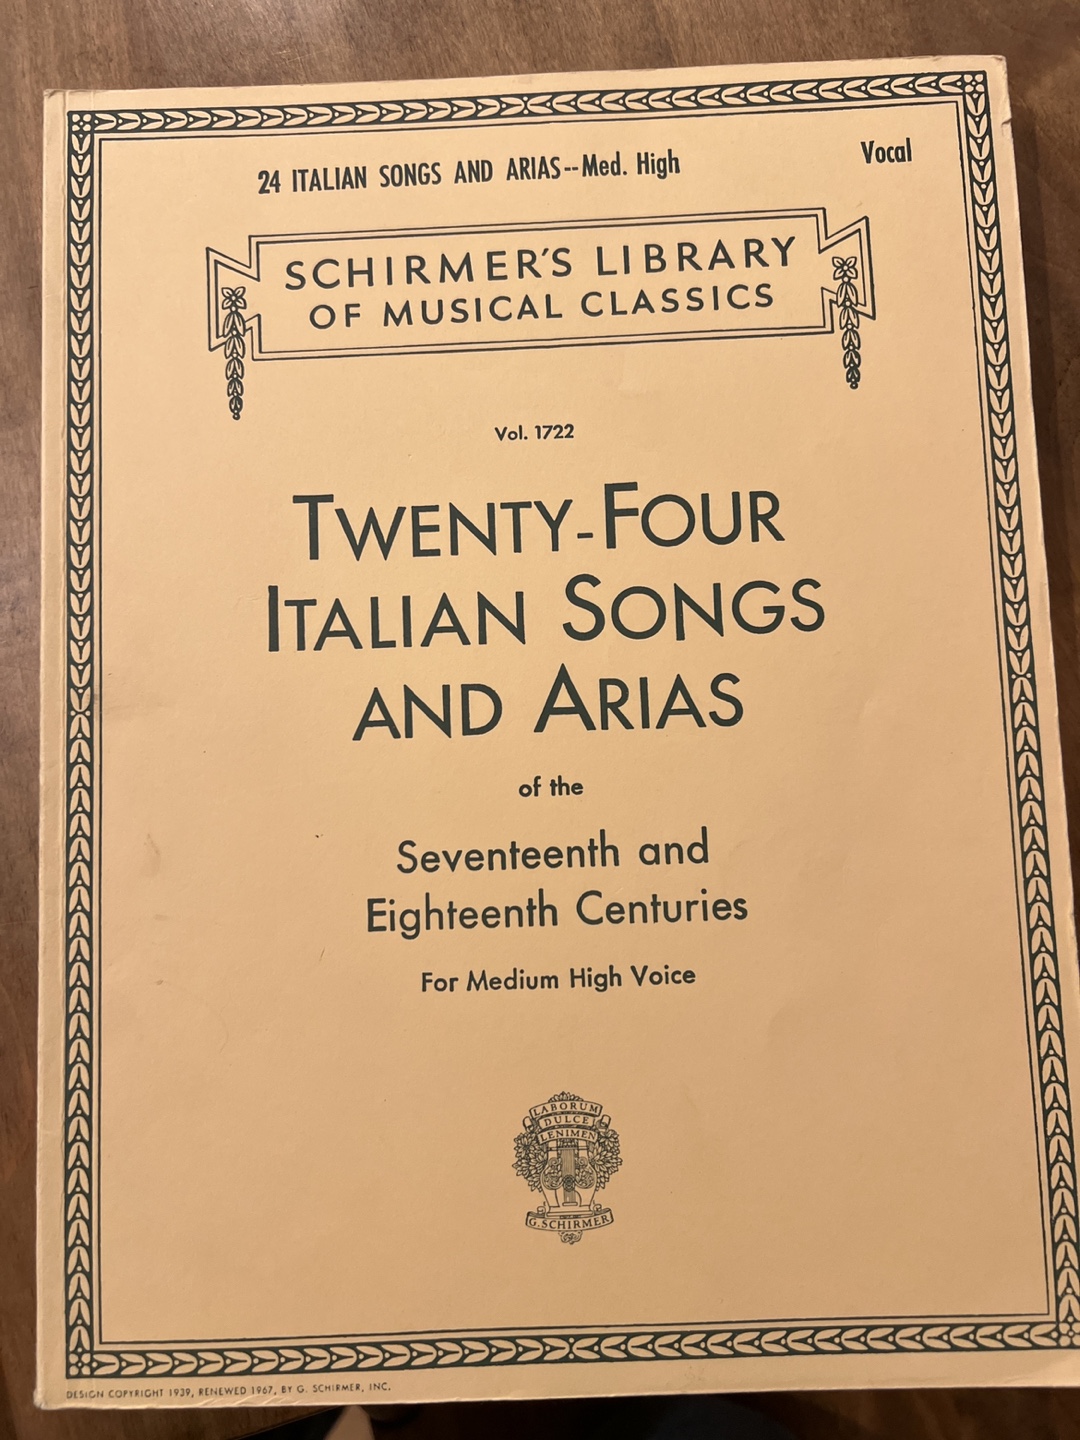 24 ITALIAN SONGS AND ARIAS--Med. High
Vocal
SCHIRMER'S LIBRARY
OF MUSICAL CLASSICS
Vol. 1722
TWENTY-FOUR
ITALIAN SONGS
AND ARIAS
of the
Seventeenth and
Eighteenth Centuries
For Medium High Voice
LABORUM
DULCE
LENIMEN
G. SCHIRMER
DESIGN COPYRIGHT 1939, RENEWED 1967, BY G. SCHIRMER, INC.